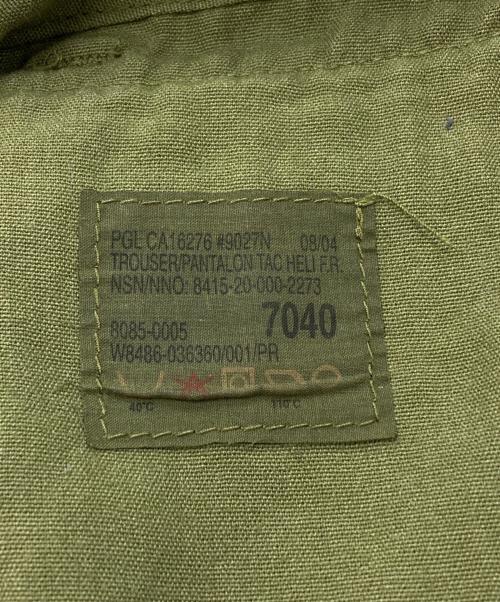 PGL CA16276 #9027N 08/04
TROUSER/PANTALON TAC HELI F.R.
NSN/NNO: 8415-20-000-2273
7040
8085-0005
W8486-036360/001/PR
40°C 110°C